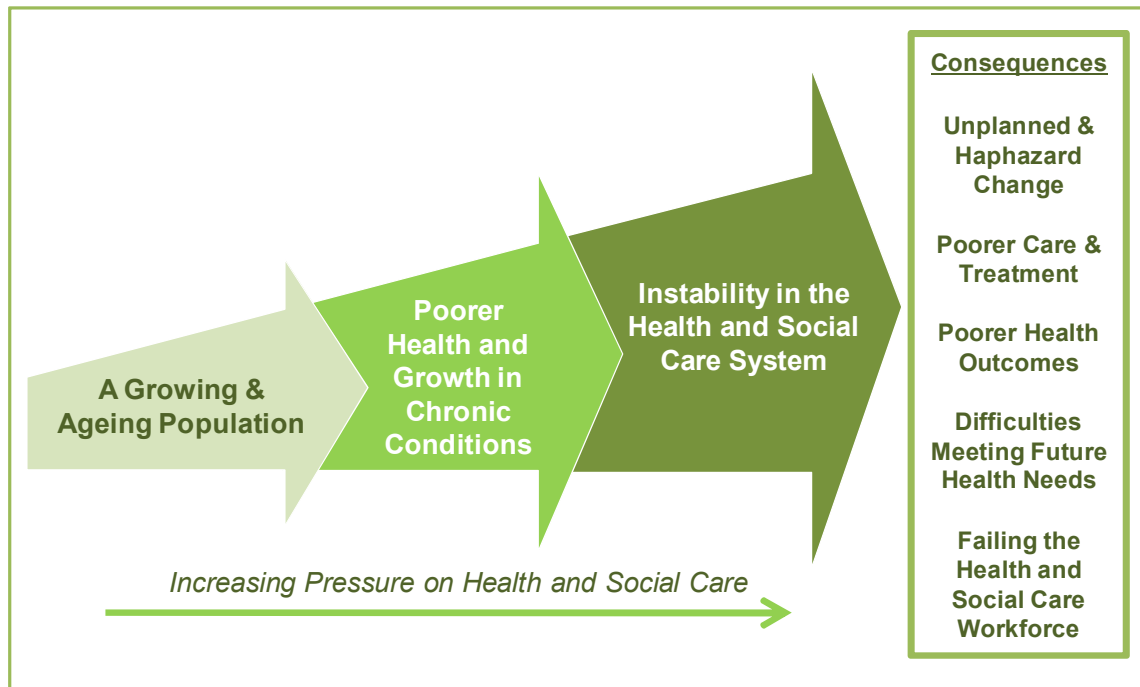 A Growing &
Ageing Population
Poorer
Health and
Growth in
Chronic
Conditions
Instability in the
Health and Social
Care System
Increasing Pressure on Health and Social Care
Consequences
Unplanned &
Haphazard
Change
Poorer Care &
Treatment
Poorer Health
Outcomes
Difficulties
Meeting Future
Health Needs
Failing the
Health and
Social Care
Workforce